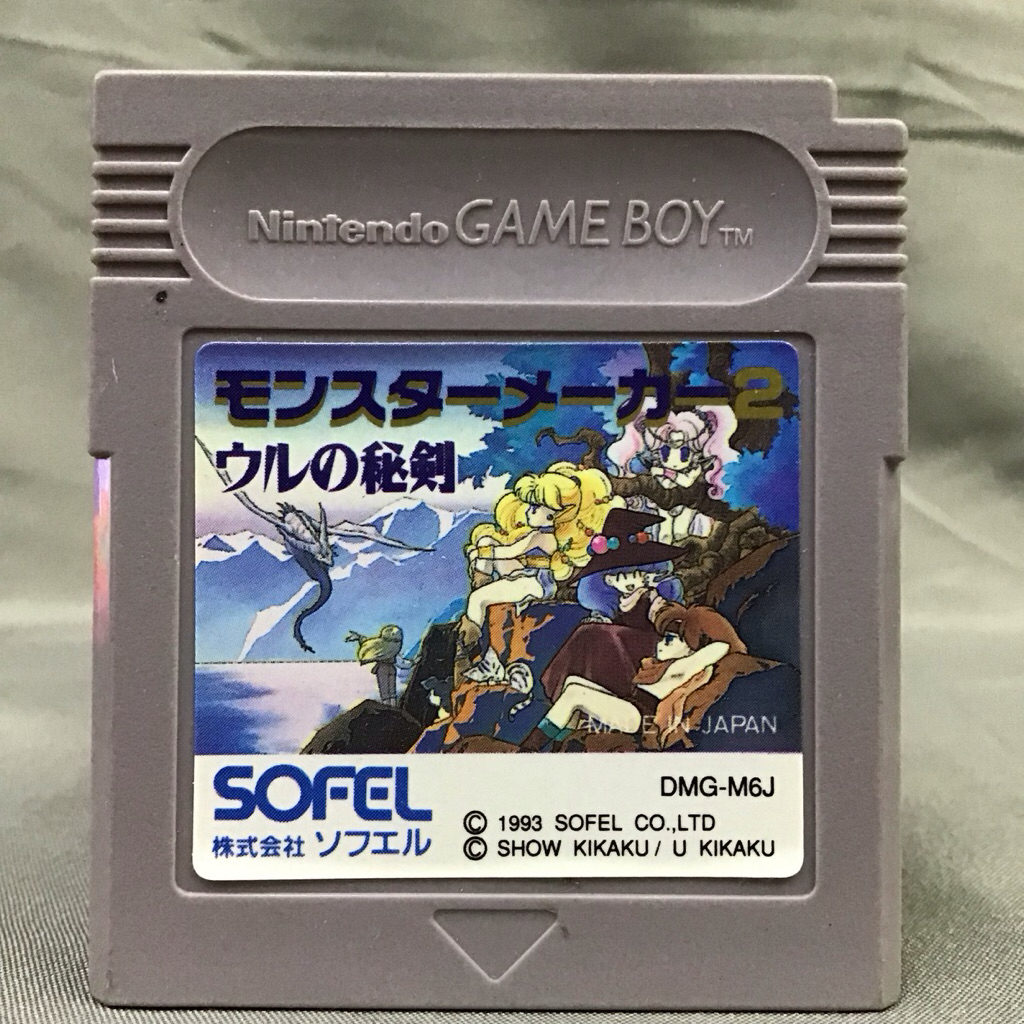 Nintendo GAME BOY™
モンスターメーカー2
ウルの秘剣
MADE IN JAPAN
SOFEL
株式会社 ソフエル
DMG-M6J
© 1993 SOFEL CO.,LTD
© SHOW KIKAKU / U KIKAKU